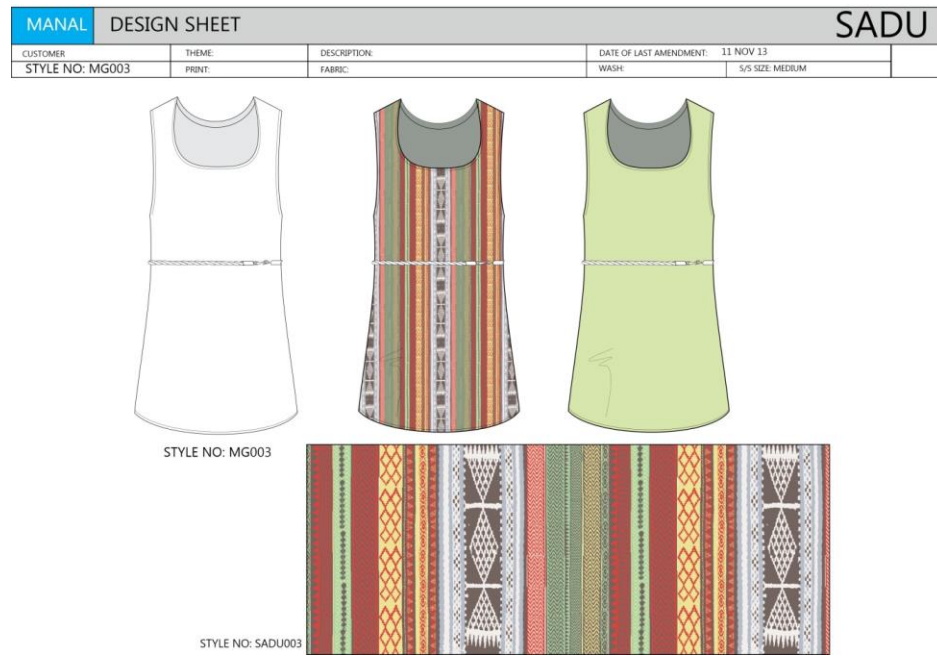 MANAL DESIGN SHEET SADU
CUSTOMER THEME: DESCRIPTION: DATE OF LAST AMENDMENT: 11 NOV 13
STYLE NO: MG003 PRINT: FABRIC: WASH: S/S SIZE: MEDIUM
STYLE NO: MG003
STYLE NO: SADU003